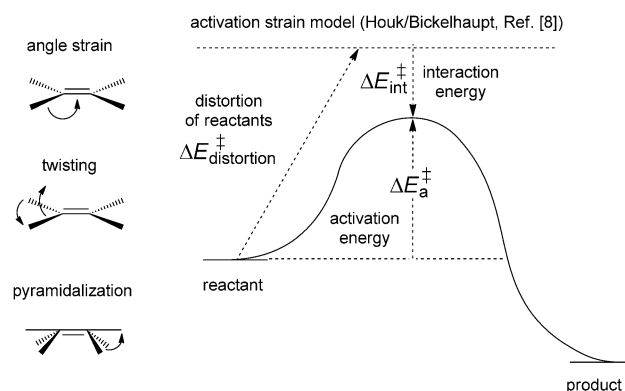 activation strain model (Houk/Bickelhaupt, Ref. [8])
angle strain
twisting
pyramidalization
distortion
of reactants
ΔE‡distortion
ΔE‡int
interaction
energy
ΔE‡a
activation
energy
reactant
product